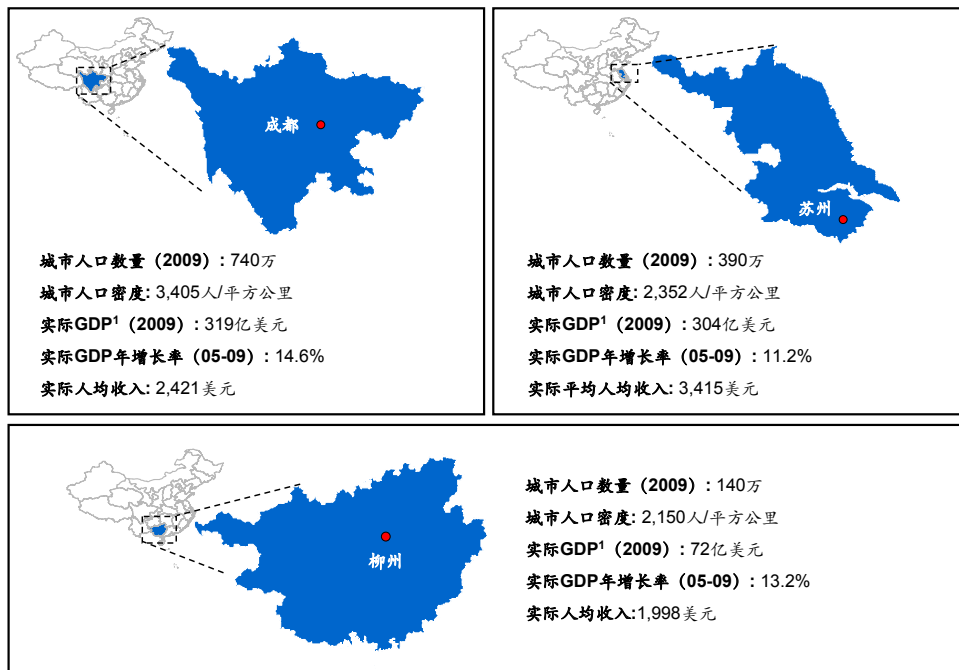 成都
城市人口数量（2009）: 740万
城市人口密度: 3,405人/平方公里
实际GDP¹（2009）: 319亿美元
实际GDP年增长率（05-09）: 14.6%
实际人均收入: 2,421美元
苏州
城市人口数量（2009）: 390万
城市人口密度: 2,352人/平方公里
实际GDP¹（2009）: 304亿美元
实际GDP年增长率（05-09）: 11.2%
实际平均人均收入: 3,415美元
柳州
城市人口数量（2009）: 140万
城市人口密度: 2,150人/平方公里
实际GDP¹（2009）: 72亿美元
实际GDP年增长率（05-09）: 13.2%
实际人均收入:1,998美元